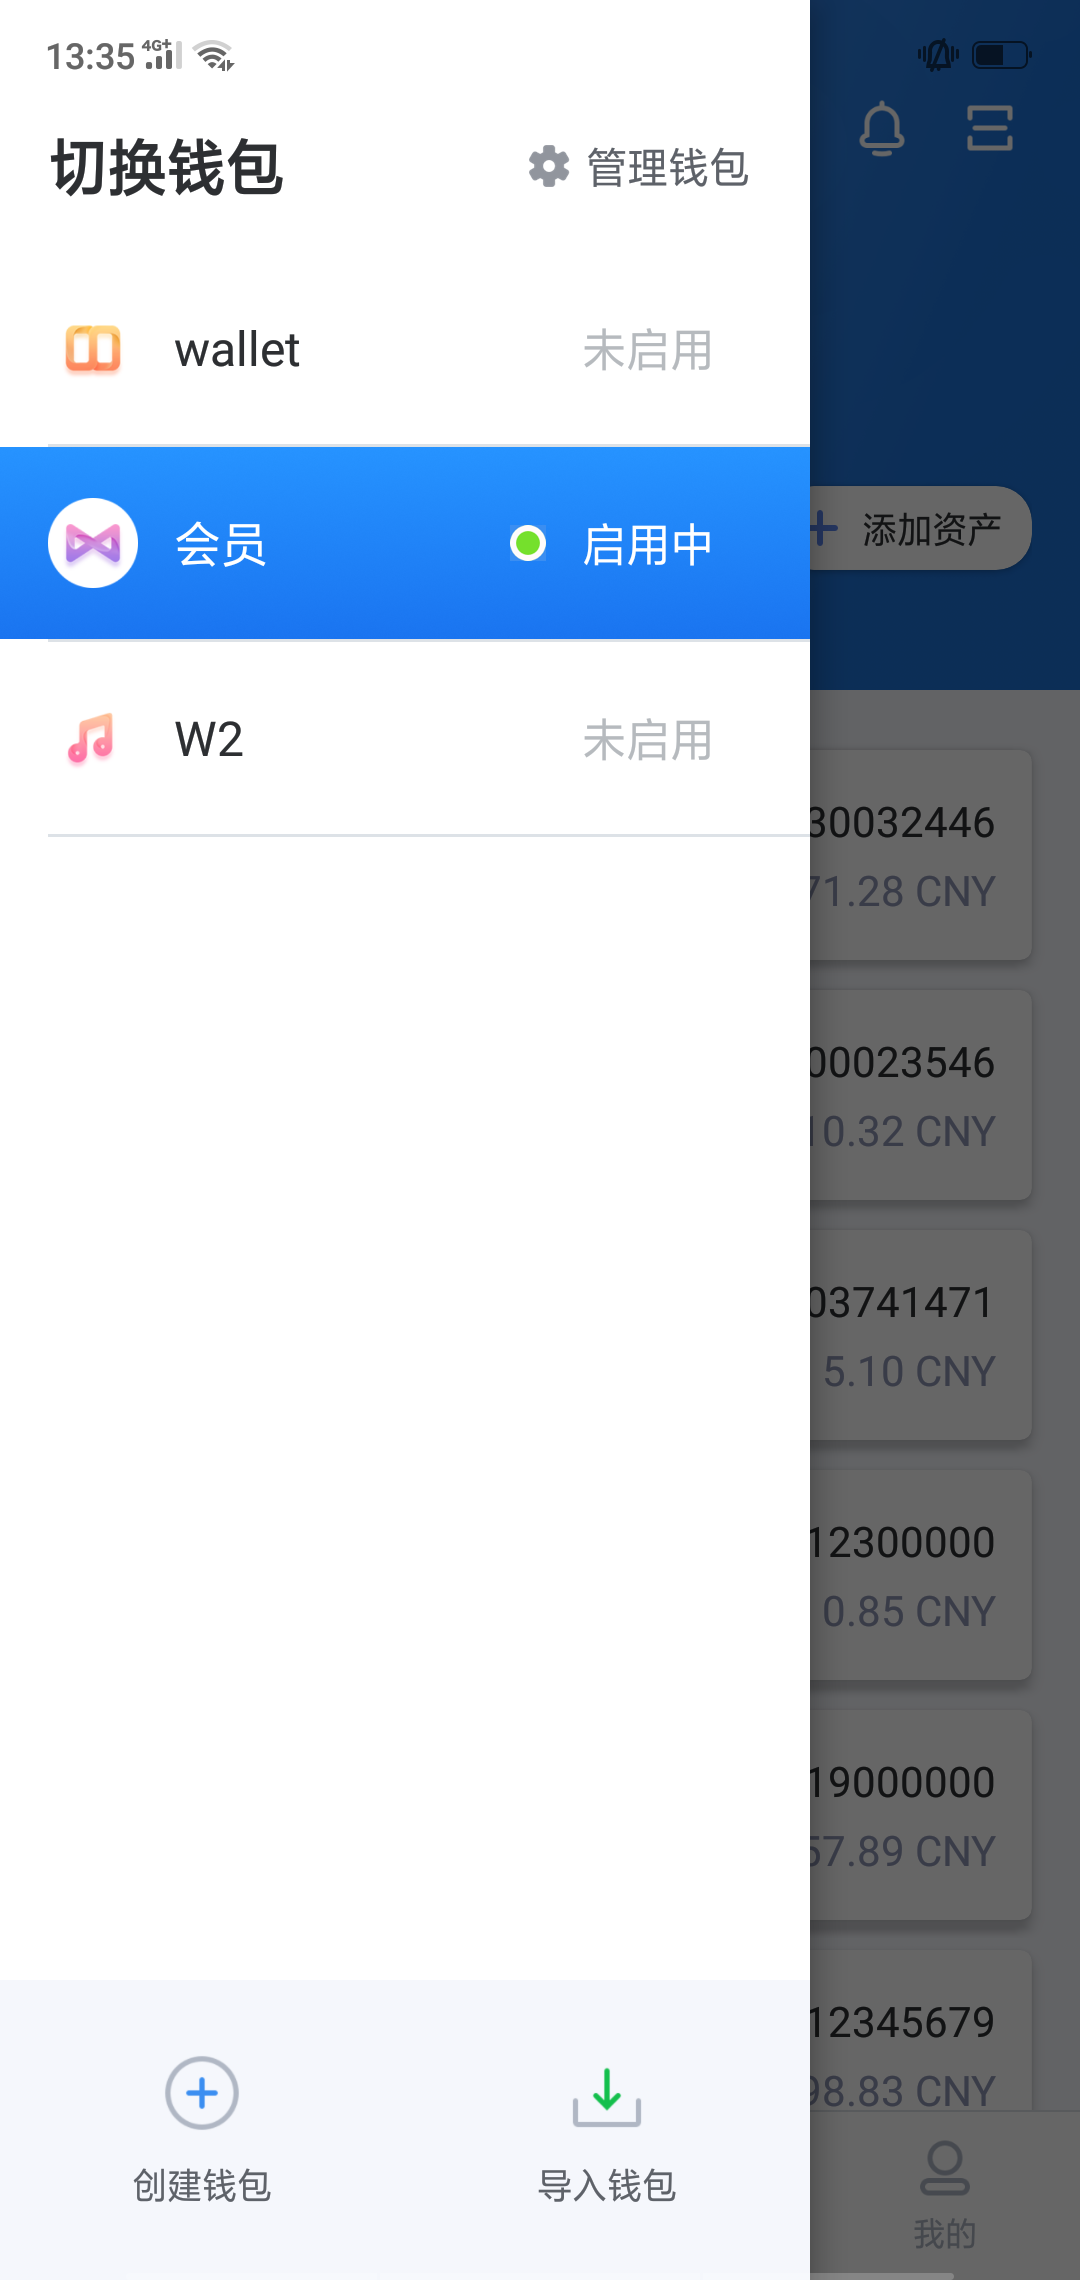 13:35 4G+
切换钱包 管理钱包
wallet 未启用
会员 启用中
W2 未启用
添加资产
30032446
71.28 CNY
00023546
10.32 CNY
03741471
5.10 CNY
12300000
0.85 CNY
19000000
57.89 CNY
12345679
98.83 CNY
创建钱包 导入钱包
我的